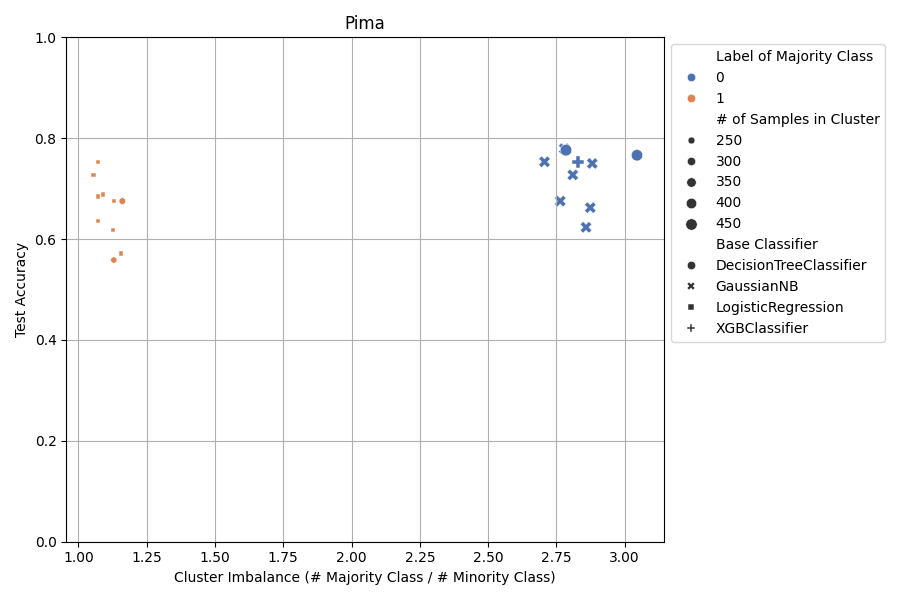 Pima
1.0
0.8
0.6
0.4
0.2
0.0
Test Accuracy
1.00 1.25 1.50 1.75 2.00 2.25 2.50 2.75 3.00
Cluster Imbalance (# Majority Class / # Minority Class)
Label of Majority Class
0
1
# of Samples in Cluster
250
300
350
400
450
Base Classifier
DecisionTreeClassifier
GaussianNB
LogisticRegression
XGBClassifier